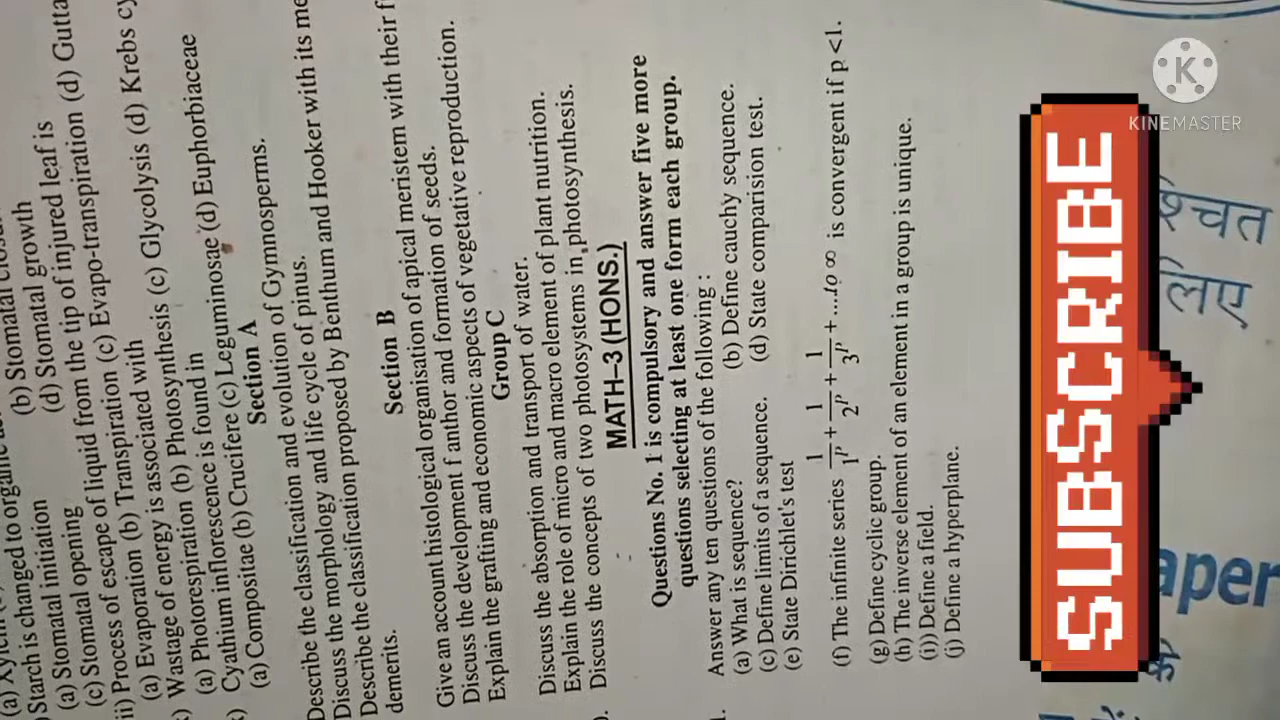 (b) Stomatal
Starch is changed to organic
(a) Stomatal Initiation (b) Stomatal growth
(c) Stomatal opening (d) Stomatal growth
ii) Process of escape of liquid from the tip of injured leaf is
(a) Evaporation (b) Transpiration (c) Evapo-transpiration (d) Gutta
Wastage of energy is associated with
(a) Photorespiration (b) Photosynthesis (c) Glycolysis (d) Krebs cy
Cyathium inflorescence is found in
(a) Compositae (b) Crucifere (c) Leguminosae (d) Euphorbiaceae
Section A
Describe the classification and evolution of Gymnosperms.
Discuss the morphology and life cycle of pinus.
Describe the classification proposed by Benthum and Hooker with its me
demerits.
Section B
Give an account histological organisation of apical meristem with their f
Discuss the development f anthor and formation of seeds.
Explain the grafting and economic aspects of vegetative reproduction.
Group C
Discuss the absorption and transport of water.
Explain the role of micro and macro element of plant nutrition.
Discuss the concepts of two photosystems in photosynthesis.
MATH-3 (HONS.)
Questions No. 1 is compulsory and answer five more
questions selecting at least one form each group.
Answer any ten questions of the following :
(a) What is sequence? (b) Define cauchy sequence.
(c) Define limits of a sequence. (d) State comparision test.
(e) State Dirichlet's test
(f) The infinite series 1/1^p + 1/2^p + 1/3^p + ...to ∞ is convergent if p <1.
(g) Define cyclic group.
(h) The inverse element of an element in a group is unique.
(i)) Define a field.
(j) Define a hyperplane.
SUBSCRIBE
K
KINEMASTER
श्चित
लिए
aper
के
में